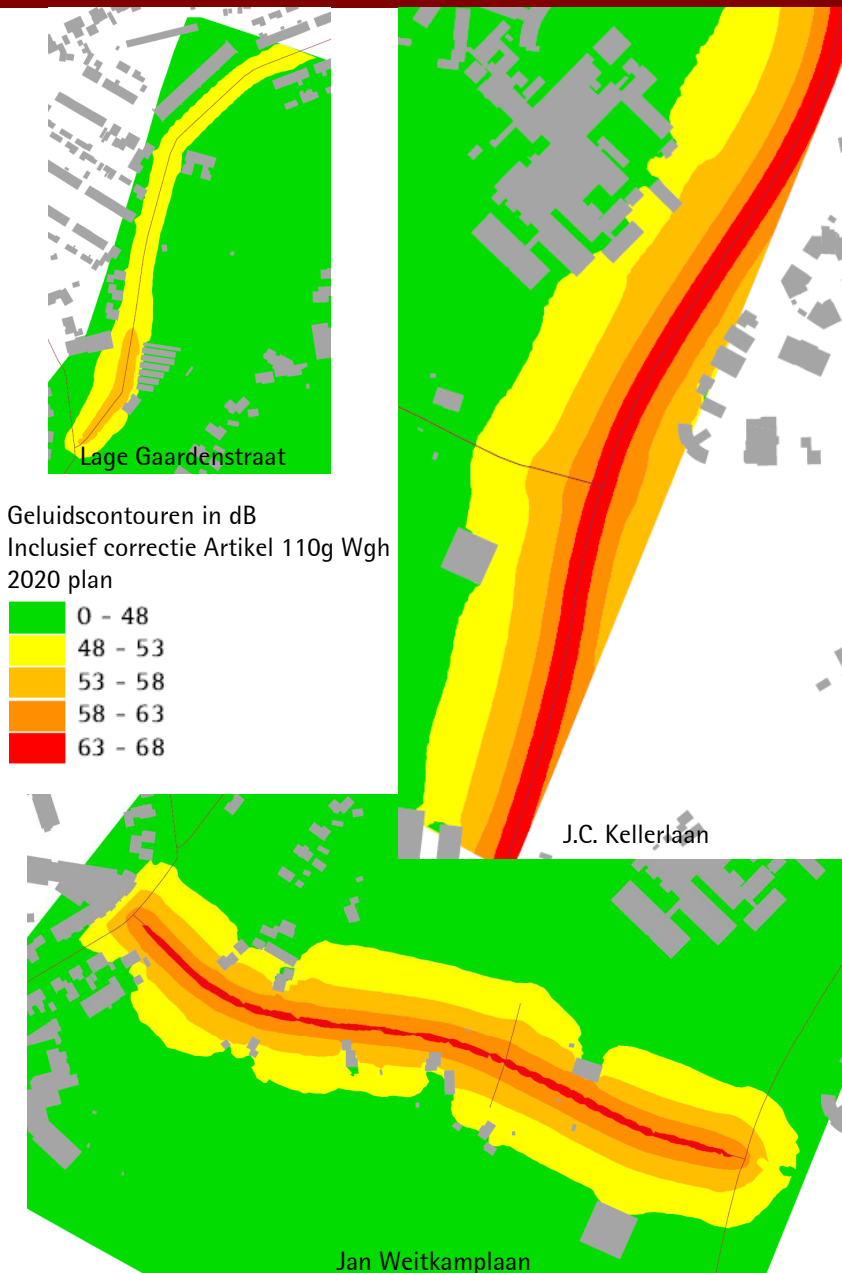 Lage Gaardenstraat
Geluidscontouren in dB
Inclusief correctie Artikel 110g Wgh
2020 plan
0 - 48
48 - 53
53 - 58
58 - 63
63 - 68
J.C. Kellerlaan
Jan Weitkamplaan